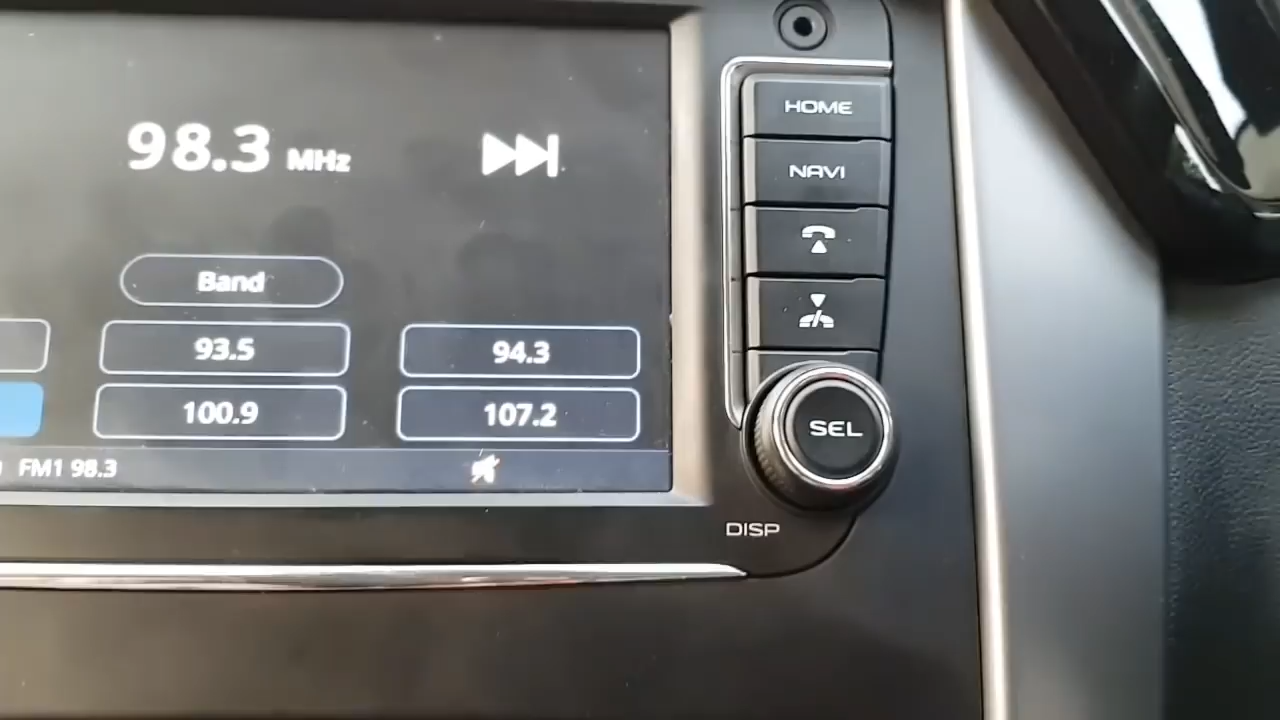 98.3 MHz
Band
93.5
94.3
100.9
107.2
FM1 98.3
HOME
NAVI
SEL
DISP